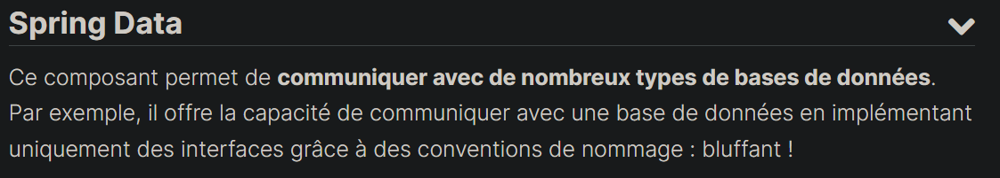 Spring Data
Ce composant permet de communiquer avec de nombreux types de bases de données.
Par exemple, il offre la capacité de communiquer avec une base de données en implémentant
uniquement des interfaces grâce à des conventions de nommage : bluffant !